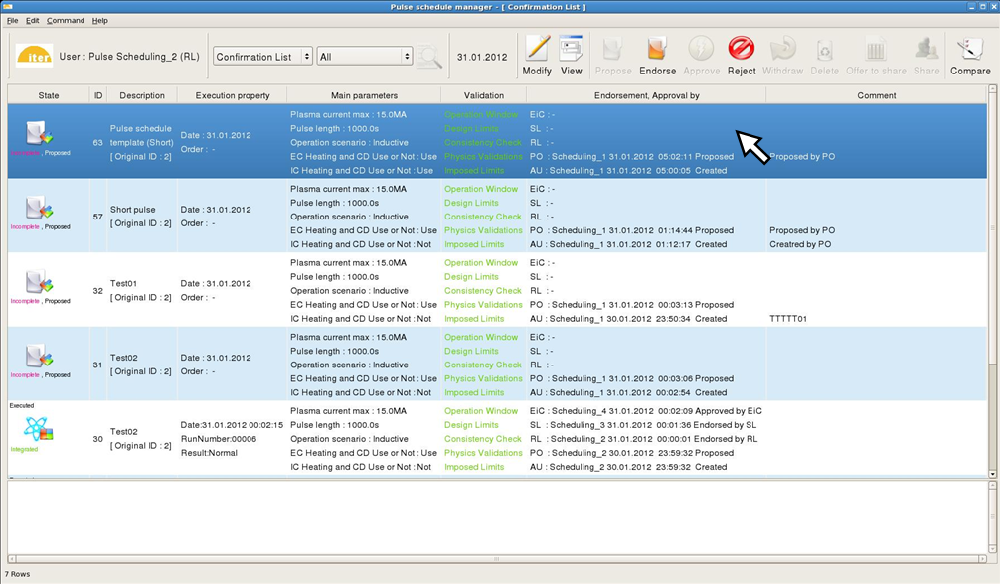 Pulse schedule manager - [ Confirmation List ]
File Edit Command Help
iter User : Pulse Scheduling_2 (RL) Confirmation List All 31.01.2012
Modify View Propose Endorse Approve Reject Withdraw Delete Offer to share Share Compare
State ID Description Execution property Main parameters Validation Endorsement, Approval by Comment
Plasma current max : 15.0MA Operation Window EiC : -
Pulse schedule Pulse length : 1000.0s Design Limits SL : -
63 template (Short) Date : 31.01.2012 Operation scenario : Inductive Consistency Check RL : -
Incomplete , Proposed [ Original ID : 2] Order : - EC Heating and CD Use or Not : Use Physics Validations PO : Scheduling_1 31.01.2012 05:02:11 Proposed Proposed by PO
IC Heating and CD Use or Not : Use Imposed Limits AU : Scheduling_1 31.01.2012 05:00:05 Created
Plasma current max : 15.0MA Operation Window EiC : -
Short pulse Date : 31.01.2012 Pulse length : 1000.0s Design Limits SL : -
57 Operation scenario : Inductive Consistency Check RL : -
Incomplete , Proposed [ Original ID : 2] Order : - EC Heating and CD Use or Not : Use Physics Validations PO : Scheduling_1 31.01.2012 01:14:44 Proposed Proposed by PO
IC Heating and CD Use or Not : Not Imposed Limits AU : Scheduling_1 31.01.2012 01:12:17 Created Created by PO
Plasma current max : 15.0MA Operation Window EiC : -
Test01 Date : 31.01.2012 Pulse length : 1000.0s Design Limits SL : -
32 Operation scenario : Inductive Consistency Check RL : -
Incomplete , Proposed [ Original ID : 2] Order : - EC Heating and CD Use or Not : Use Physics Validations PO : Scheduling_1 31.01.2012 00:03:13 Proposed
IC Heating and CD Use or Not : Not Imposed Limits AU : Scheduling_1 30.01.2012 23:50:34 Created TTTTT01
Plasma current max : 15.0MA Operation Window EiC : -
Test02 Date : 31.01.2012 Pulse length : 1000.0s Design Limits SL : -
31 Operation scenario : Inductive Consistency Check RL : -
Incomplete , Proposed [ Original ID : 2] Order : - EC Heating and CD Use or Not : Use Physics Validations PO : Scheduling_1 31.01.2012 00:03:06 Proposed
IC Heating and CD Use or Not : Not Imposed Limits AU : Scheduling_1 31.01.2012 00:02:54 Created
Executed Plasma current max : 15.0MA Operation Window EiC : Scheduling_4 31.01.2012 00:02:09 Approved by EiC
Test02 Date:31.01.2012 00:02:15 Pulse length : 1000.0s Design Limits SL : Scheduling_3 31.01.2012 00:01:36 Endorsed by SL
30 RunNumber:00006 Operation scenario : Inductive Consistency Check RL : Scheduling_2 31.01.2012 00:00:01 Endorsed by RL
Integrated [ Original ID : 2] Result:Normal EC Heating and CD Use or Not : Use Physics Validations PO : Scheduling_2 30.01.2012 23:59:32 Proposed
IC Heating and CD Use or Not : Not Imposed Limits AU : Scheduling_2 30.01.2012 23:59:32 Created
7 Rows